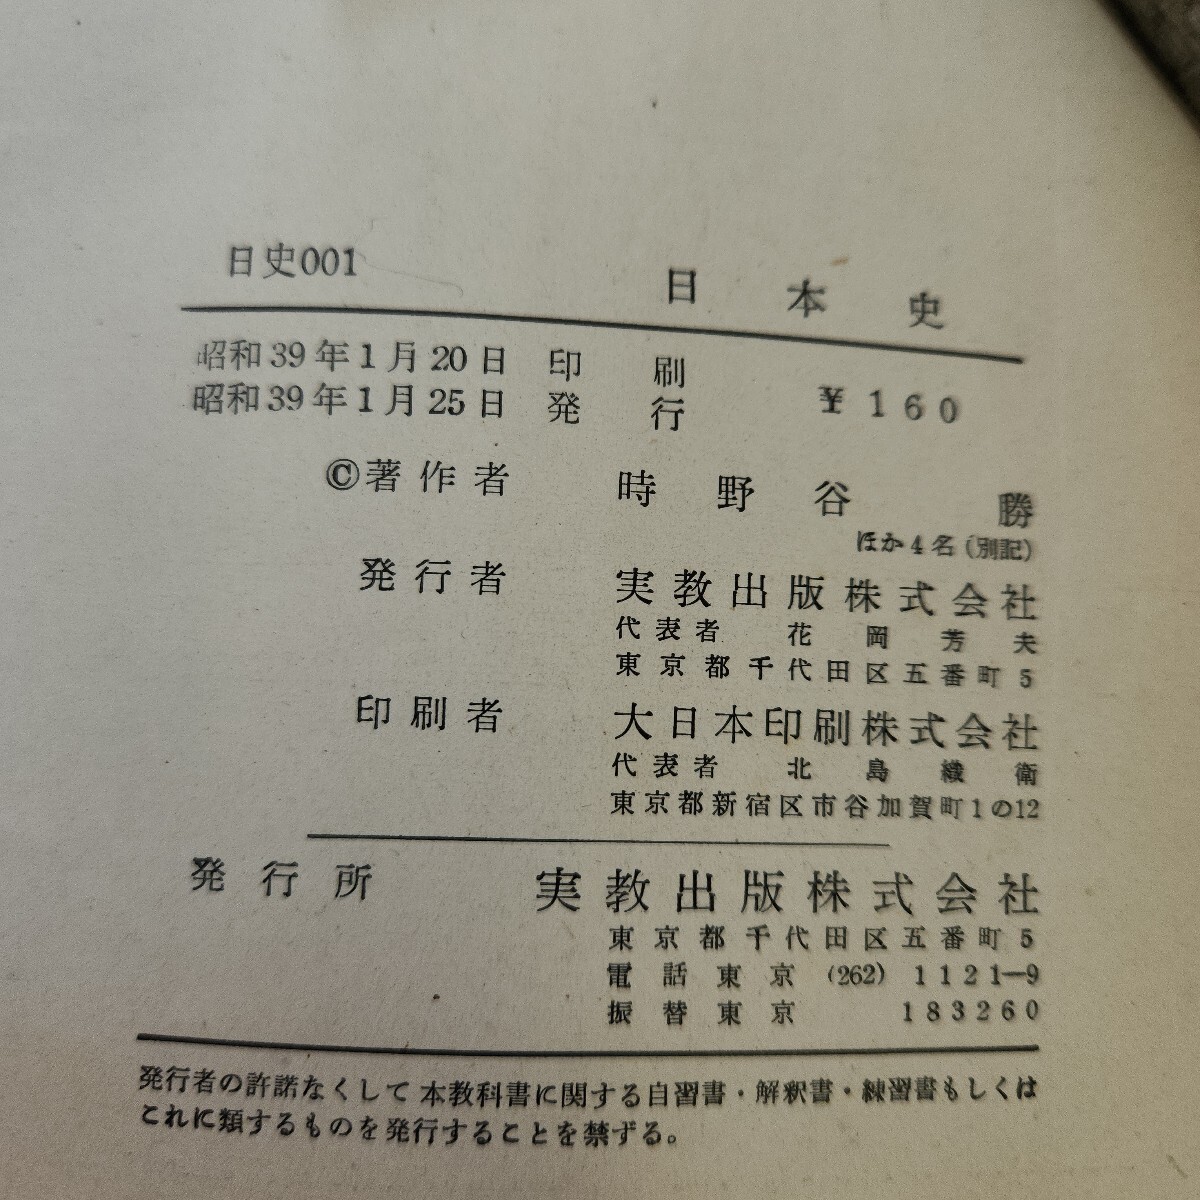 日史001 日本史
昭和39年1月20日 印刷
昭和39年1月25日 発行 ¥160
©著作者 時野谷 勝
ほか4名(別記)
発行者 実教出版株式会社
代表者 花岡芳夫
東京都千代田区五番町5
印刷者 大日本印刷株式会社
代表者 北島織衛
東京都新宿区市谷加賀町1の12
発行所 実教出版株式会社
東京都千代田区五番町5
電話東京(262)1121—9
振替東京 183260
発行者の許諾なくして本教科書に関する自習書・解釈書・練習書もしくは
これに類するものを発行することを禁ずる。